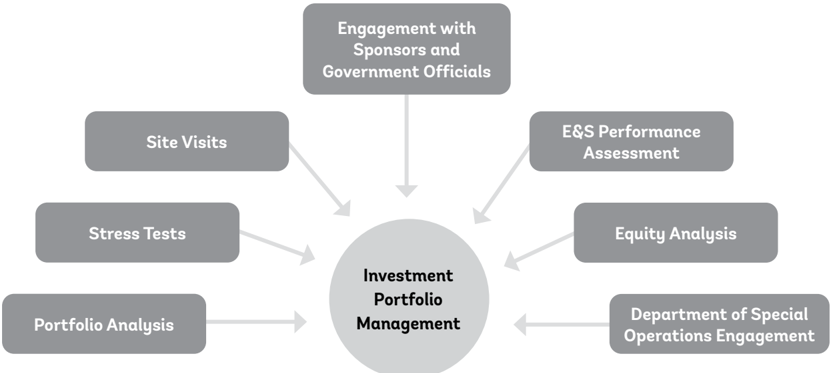 Engagement with
Sponsors and
Government Officials
Site Visits
E&S Performance
Assessment
Stress Tests
Equity Analysis
Investment
Portfolio
Management
Portfolio Analysis
Department of Special
Operations Engagement